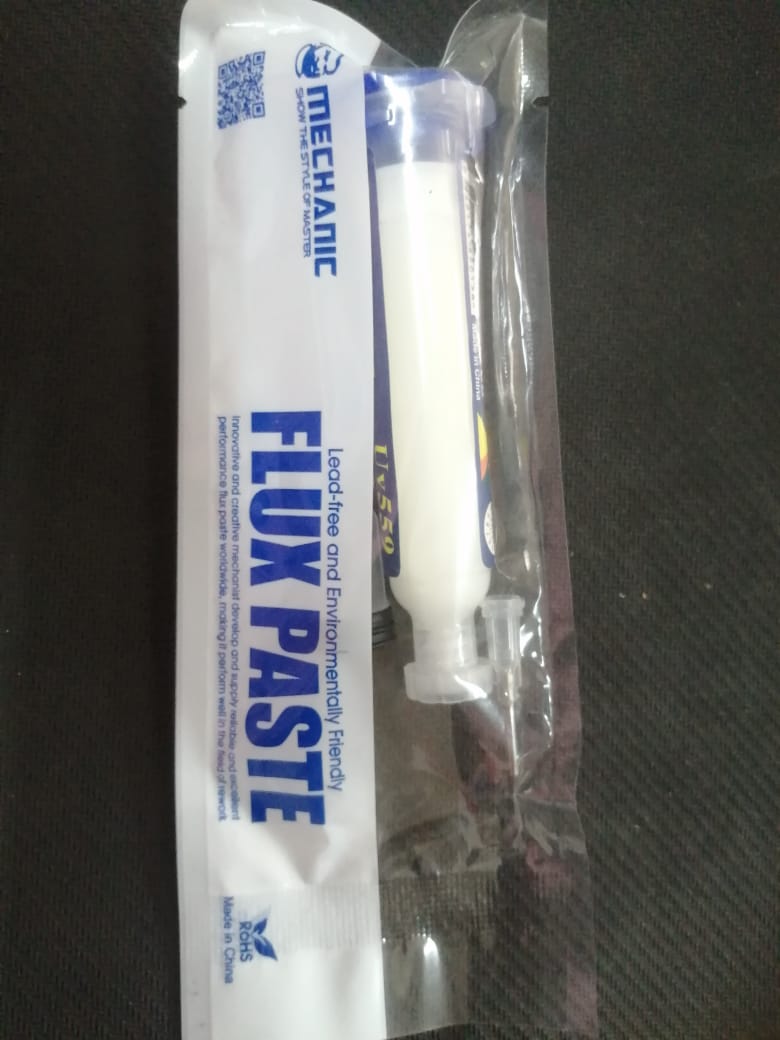 MECHANIC
SHOW THE STYLE OF MASTER
Lead-free and Environmentally Friendly
FLUX PASTE
Innovative and creative mechanist develop and supply reliable and excellent
performance flux paste worldwide, making it perform well in the field of rework
RoHS
Made in China
Made in China
UV559